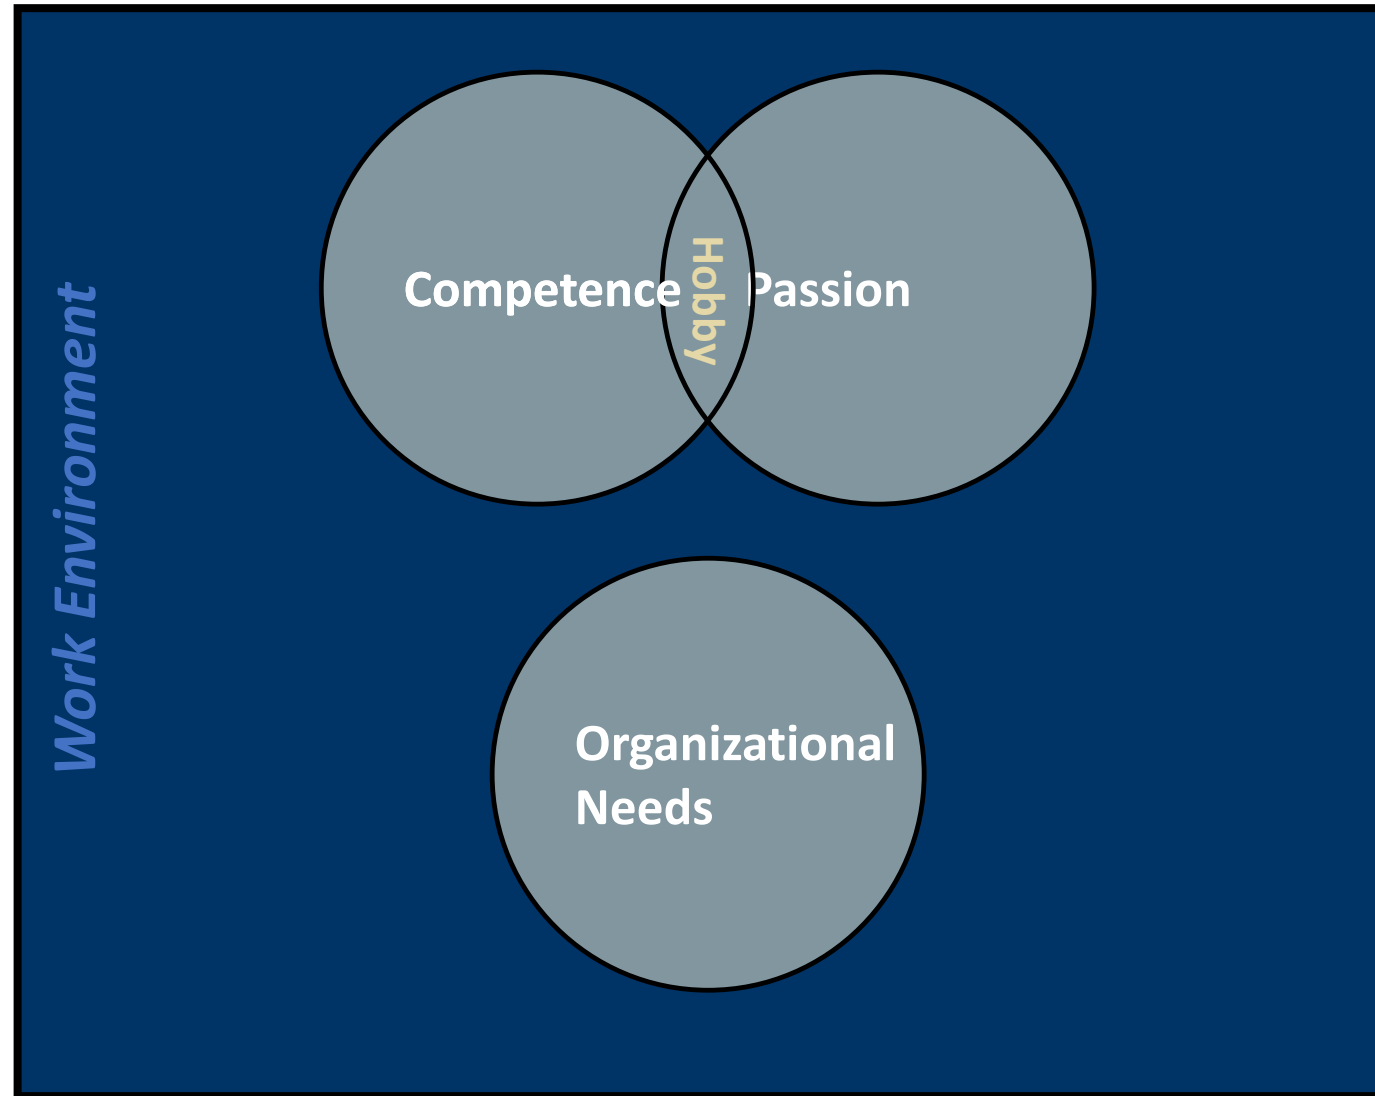 Work Environment
Competence
Hobby
Passion
Organizational
Needs